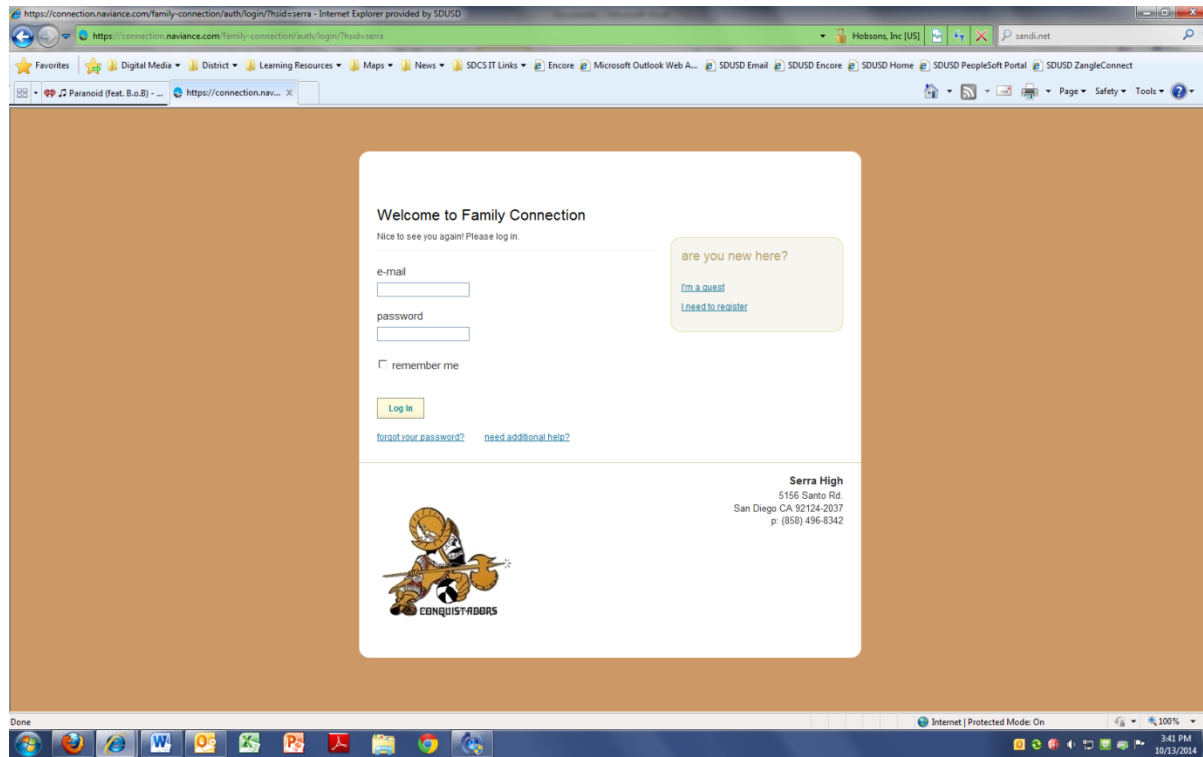 https://connection.naviance.com/family-connection/auth/login/?hsid=serra - Internet Explorer provided by SDUSD
https://connection.naviance.com/family-connection/auth/login/?hsid=serra Hobsons, Inc [US] sandi.net
Favorites Digital Media District Learning Resources Maps News SDCS IT Links Encore Microsoft Outlook Web A... SDUSD Email SDUSD Encore SDUSD Home SDUSD PeopleSoft Portal SDUSD ZangleConnect
Paranoid (feat. B.o.B) - ... https://connection.nav... x Page Safety Tools
Welcome to Family Connection
Nice to see you again! Please log in.
are you new here?
e-mail
I'm a guest
I need to register
password
remember me
Log In
forgot your password? need additional help?
Serra High
5156 Santo Rd.
San Diego CA 92124-2037
p: (858) 496-8342
CONQUISTADORS
Done Internet | Protected Mode: On 100%
3:41 PM
10/13/2014